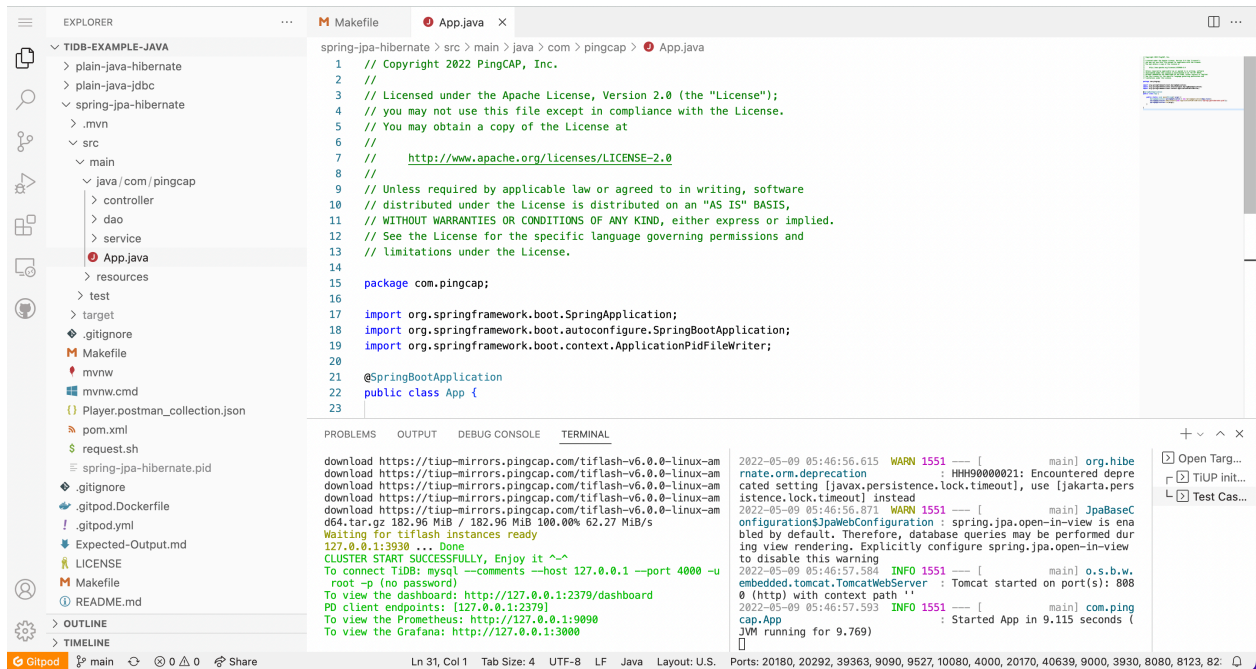 EXPLORER
TIDB-EXAMPLE-JAVA
plain-java-hibernate
plain-java-jdbc
spring-jpa-hibernate
.mvn
src
main
java/com/pingcap
controller
dao
service
App.java
resources
test
target
.gitignore
Makefile
mvnw
mvnw.cmd
Player.postman_collection.json
pom.xml
request.sh
spring-jpa-hibernate.pid
.gitignore
.gitpod.Dockerfile
.gitpod.yml
Expected-Output.md
LICENSE
Makefile
README.md
OUTLINE
TIMELINE
Makefile
App.java
spring-jpa-hibernate > src > main > java > com > pingcap > App.java
1 // Copyright 2022 PingCAP, Inc.
2 //
3 // Licensed under the Apache License, Version 2.0 (the "License");
4 // you may not use this file except in compliance with the License.
5 // You may obtain a copy of the License at
6 //
7 //     http://www.apache.org/licenses/LICENSE-2.0
8 //
9 // Unless required by applicable law or agreed to in writing, software
10 // distributed under the License is distributed on an "AS IS" BASIS,
11 // WITHOUT WARRANTIES OR CONDITIONS OF ANY KIND, either express or implied.
12 // See the License for the specific language governing permissions and
13 // limitations under the License.
14
15 package com.pingcap;
16
17 import org.springframework.boot.SpringApplication;
18 import org.springframework.boot.autoconfigure.SpringBootApplication;
19 import org.springframework.boot.context.ApplicationPidFileWriter;
20
21 @SpringBootApplication
22 public class App {
23
PROBLEMS OUTPUT DEBUG CONSOLE TERMINAL
download https://tiup-mirrors.pingcap.com/tiflash-v6.0.0-linux-am
download https://tiup-mirrors.pingcap.com/tiflash-v6.0.0-linux-am
download https://tiup-mirrors.pingcap.com/tiflash-v6.0.0-linux-am
download https://tiup-mirrors.pingcap.com/tiflash-v6.0.0-linux-am
download https://tiup-mirrors.pingcap.com/tiflash-v6.0.0-linux-am
d64.tar.gz 182.96 MiB / 182.96 MiB 100.00% 62.27 MiB/s
Waiting for tiflash instances ready
127.0.0.1:3930 ... Done
CLUSTER START SUCCESSFULLY, Enjoy it ^-^
To connect TiDB: mysql --comments --host 127.0.0.1 --port 4000 -u
root -p (no password)
To view the dashboard: http://127.0.0.1:2379/dashboard
PD client endpoints: [127.0.0.1:2379]
To view the Prometheus: http://127.0.0.1:9090
To view the Grafana: http://127.0.0.1:3000
2022-05-09 05:46:56.615 WARN 1551 --- [           main] org.hibe
rnate.orm.deprecation           : HHH90000021: Encountered depre
cated setting [javax.persistence.lock.timeout], use [jakarta.pers
istence.lock.timeout] instead
2022-05-09 05:46:56.871 WARN 1551 --- [           main] JpaBaseC
onfiguration$JpaWebConfiguration : spring.jpa.open-in-view is ena
bled by default. Therefore, database queries may be performed dur
ing view rendering. Explicitly configure spring.jpa.open-in-view
to disable this warning
2022-05-09 05:46:57.584 INFO 1551 --- [           main] o.s.b.w.
embedded.tomcat.TomcatWebServer  : Tomcat started on port(s): 808
0 (http) with context path ''
2022-05-09 05:46:57.593 INFO 1551 --- [           main] com.ping
cap.App                          : Started App in 9.115 seconds (
JVM running for 9.769)
Open Targ...
TiUP init...
Test Cas...
Gitpod main 0 0 Share Ln 31, Col 1 Tab Size: 4 UTF-8 LF Java Layout: U.S. Ports: 20180, 20292, 39363, 9090, 9527, 10080, 4000, 20170, 40639, 9000, 3930, 8080, 8123, 82: